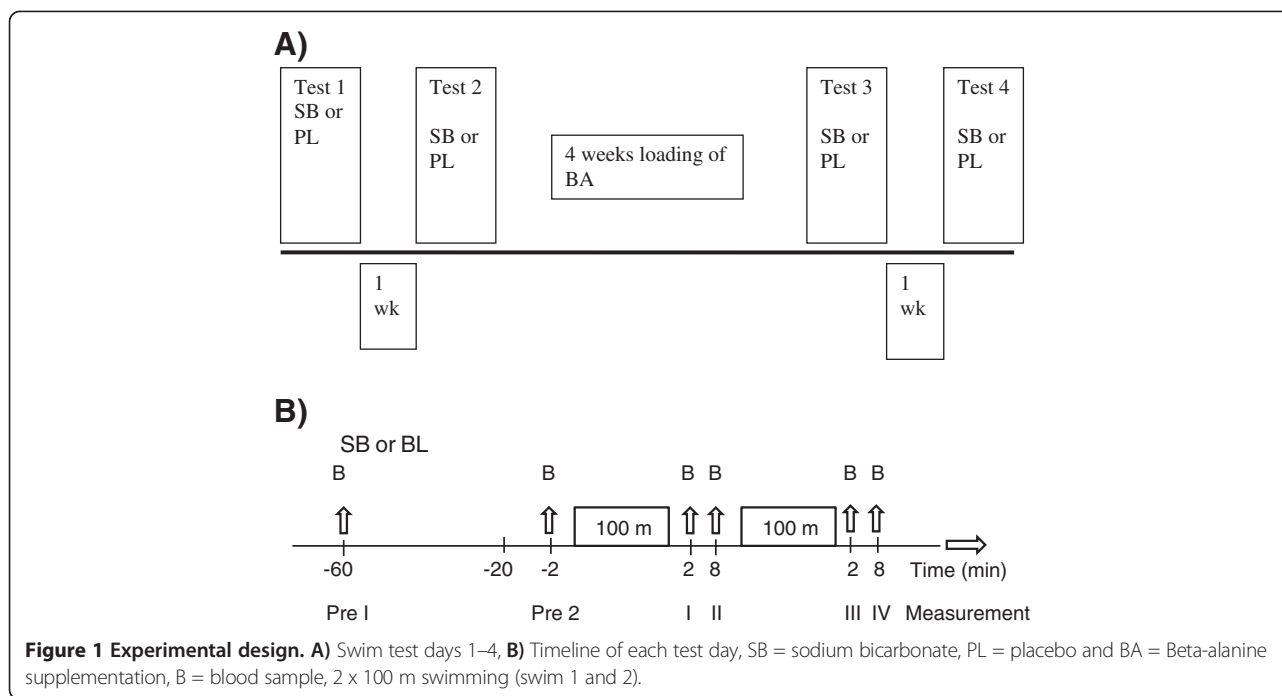 A)
Test 1
SB or
PL
Test 2
SB or
PL
4 weeks loading of
BA
Test 3
SB or
PL
Test 4
SB or
PL
1
wk
1
wk
B)
SB or BL
B B B B B B
100 m 100 m
-60 -20 -2 2 8 2 8 Time (min)
Pre I Pre 2 I II III IV Measurement
Figure 1 Experimental design. A) Swim test days 1–4, B) Timeline of each test day, SB = sodium bicarbonate, PL = placebo and BA = Beta-alanine
supplementation, B = blood sample, 2 x 100 m swimming (swim 1 and 2).